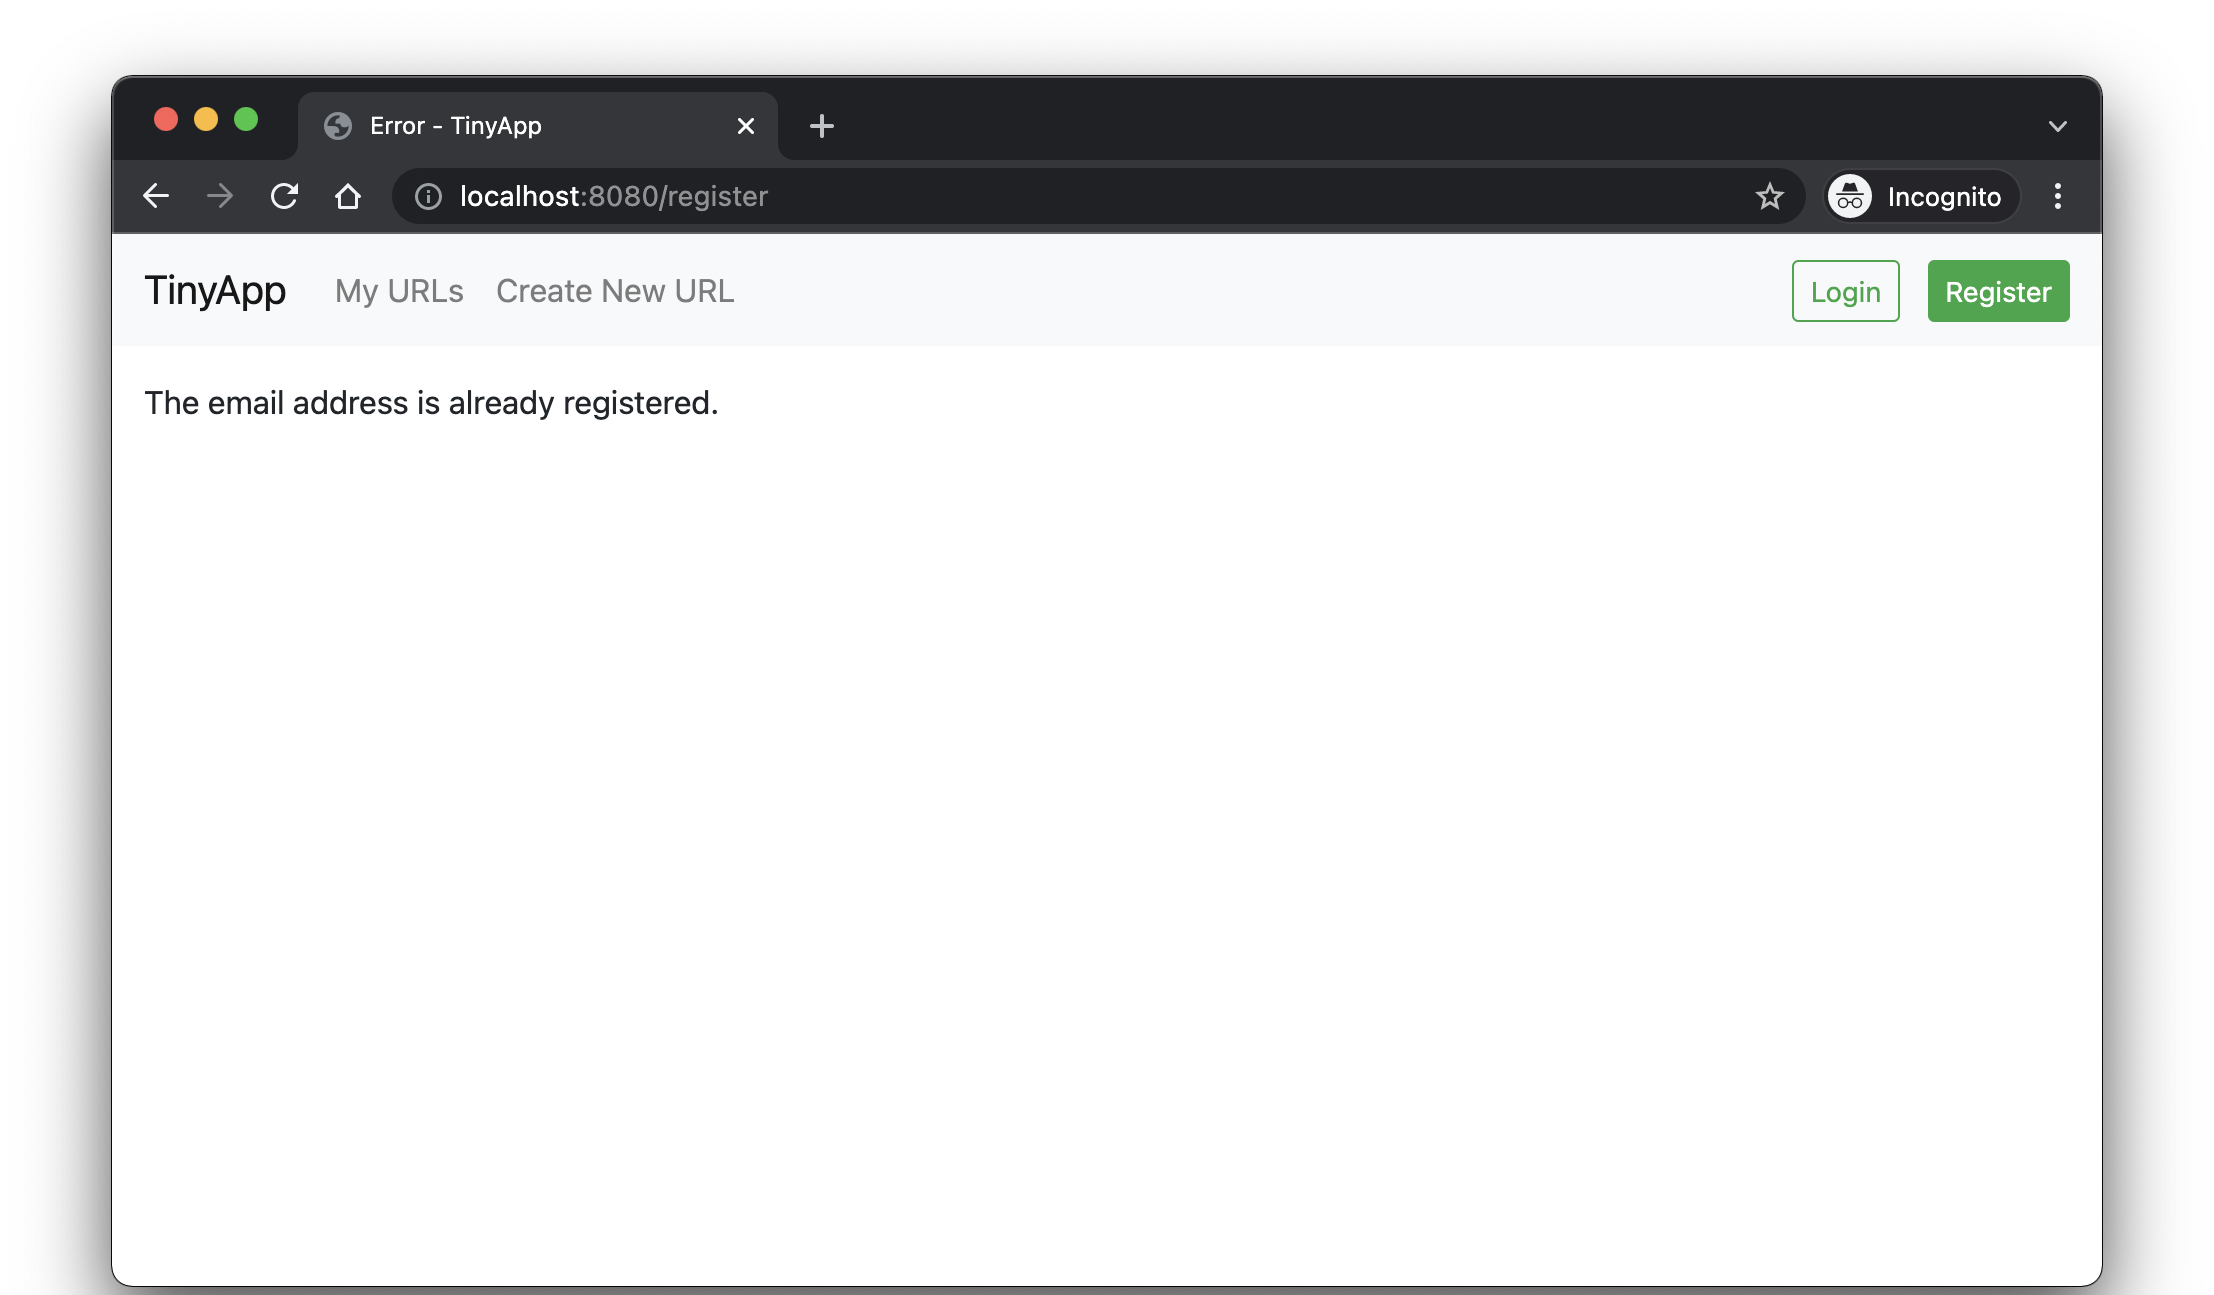 Error - TinyApp
localhost:8080/register
Incognito
TinyApp My URLs Create New URL Login Register
The email address is already registered.